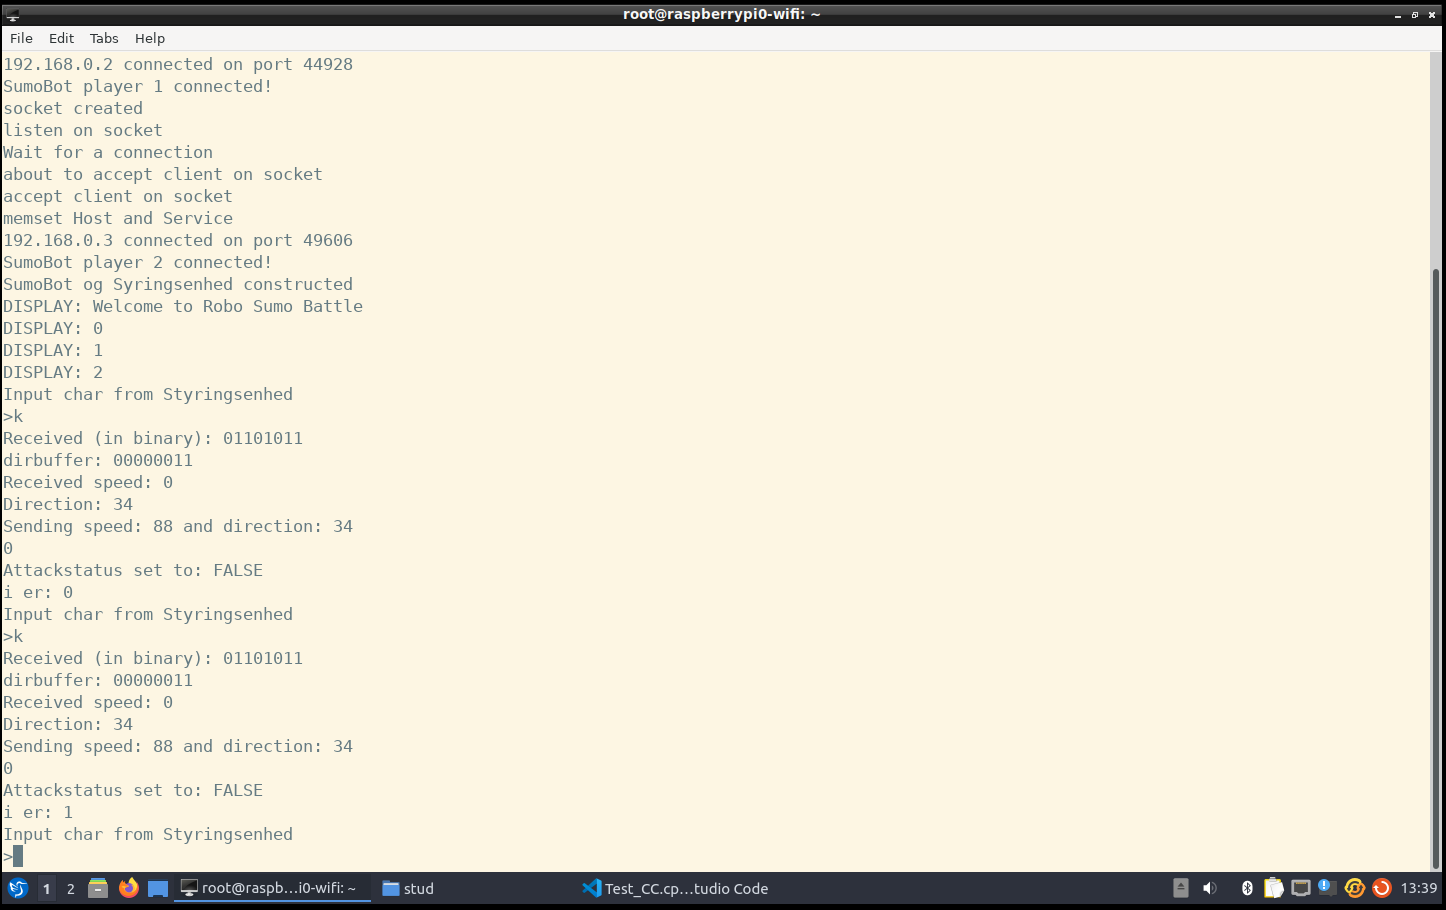 root@raspberrypi0-wifi: ~
File Edit Tabs Help
192.168.0.2 connected on port 44928
SumoBot player 1 connected!
socket created
listen on socket
Wait for a connection
about to accept client on socket
accept client on socket
memset Host and Service
192.168.0.3 connected on port 49606
SumoBot player 2 connected!
SumoBot og Syringsenhed constructed
DISPLAY: Welcome to Robo Sumo Battle
DISPLAY: 0
DISPLAY: 1
DISPLAY: 2
Input char from Styringsenhed
>k
Received (in binary): 01101011
dirbuffer: 00000011
Received speed: 0
Direction: 34
Sending speed: 88 and direction: 34
0
Attackstatus set to: FALSE
i er: 0
Input char from Styringsenhed
>k
Received (in binary): 01101011
dirbuffer: 00000011
Received speed: 0
Direction: 34
Sending speed: 88 and direction: 34
0
Attackstatus set to: FALSE
i er: 1
Input char from Styringsenhed
>
1 2 root@raspb...i0-wifi: ~ stud Test_CC.cp...tudio Code 13:39